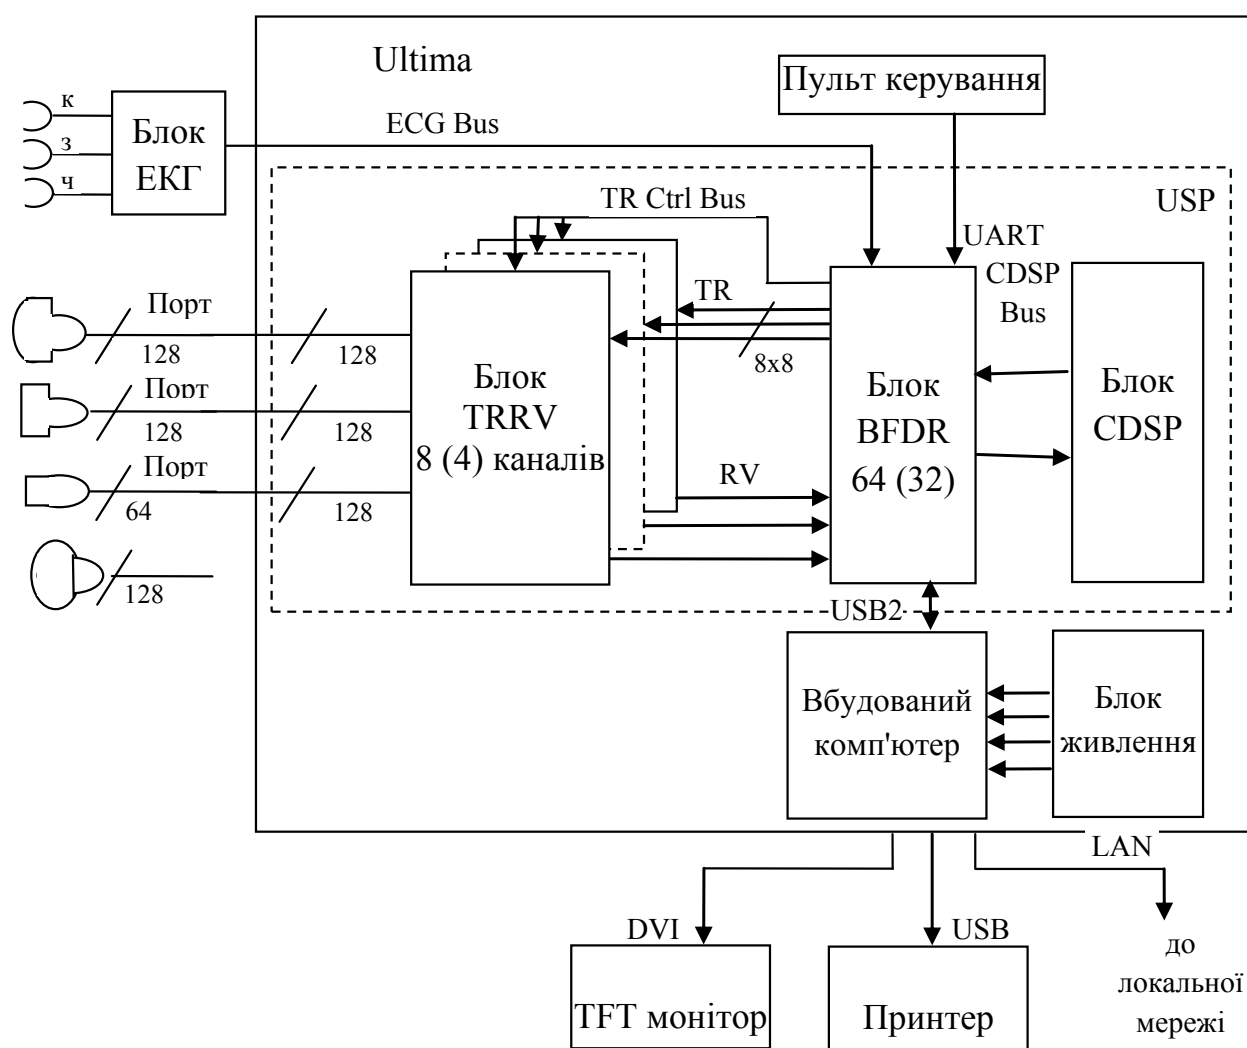 Ultima
Пульт керування
к
з
ч
Блок
ЕКГ
ECG Bus
USP
TR Ctrl Bus
UART
CDSP
Bus
Порт
128
128
TR
8x8
Порт
128
128
Порт
64
128
128
Блок
TRRV
8 (4) каналів
RV
Блок
BFDR
64 (32)
Блок
CDSP
USB2
Вбудований
комп'ютер
Блок
живлення
LAN
DVI
USB
TFT монітор
Принтер
до
локальної
мережі